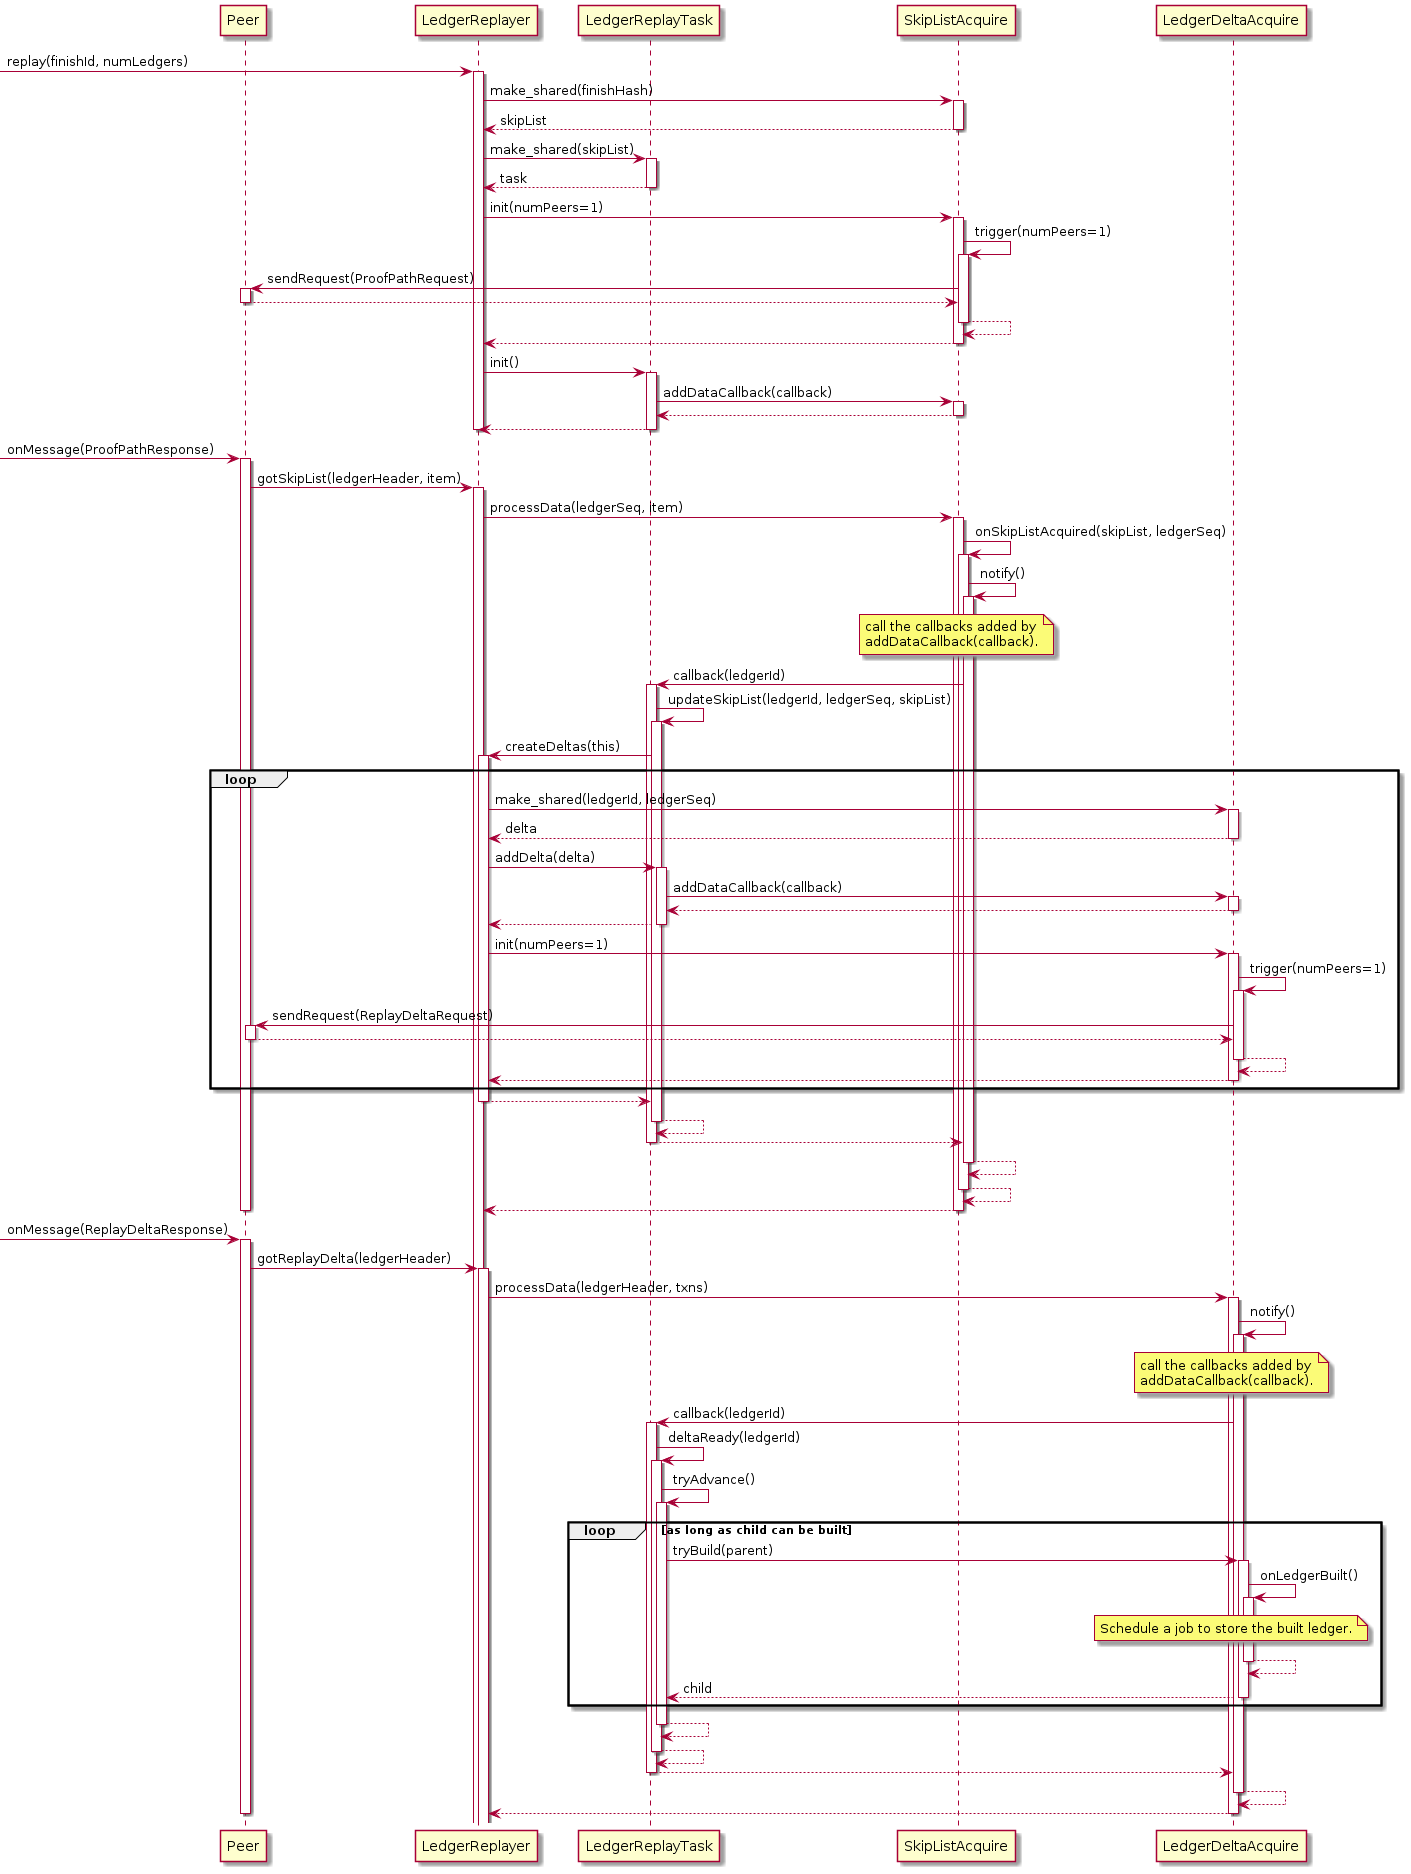 Peer
LedgerReplayer
LedgerReplayTask
SkipListAcquire
LedgerDeltaAcquire
replay(finishId, numLedgers)
make_shared(finishHash)
skipList
make_shared(skipList)
task
init(numPeers=1)
trigger(numPeers=1)
sendRequest(ProofPathRequest)
init()
addDataCallback(callback)
onMessage(ProofPathResponse)
gotSkipList(ledgerHeader, item)
processData(ledgerSeq, item)
onSkipListAcquired(skipList, ledgerSeq)
notify()
call the callbacks added by
addDataCallback(callback).
callback(ledgerId)
updateSkipList(ledgerId, ledgerSeq, skipList)
createDeltas(this)
loop
make_shared(ledgerId, ledgerSeq)
delta
addDelta(delta)
addDataCallback(callback)
init(numPeers=1)
trigger(numPeers=1)
sendRequest(ReplayDeltaRequest)
onMessage(ReplayDeltaResponse)
gotReplayDelta(ledgerHeader)
processData(ledgerHeader, txns)
notify()
call the callbacks added by
addDataCallback(callback).
callback(ledgerId)
deltaReady(ledgerId)
tryAdvance()
loop [as long as child can be built]
tryBuild(parent)
onLedgerBuilt()
Schedule a job to store the built ledger.
child
Peer
LedgerReplayer
LedgerReplayTask
SkipListAcquire
LedgerDeltaAcquire